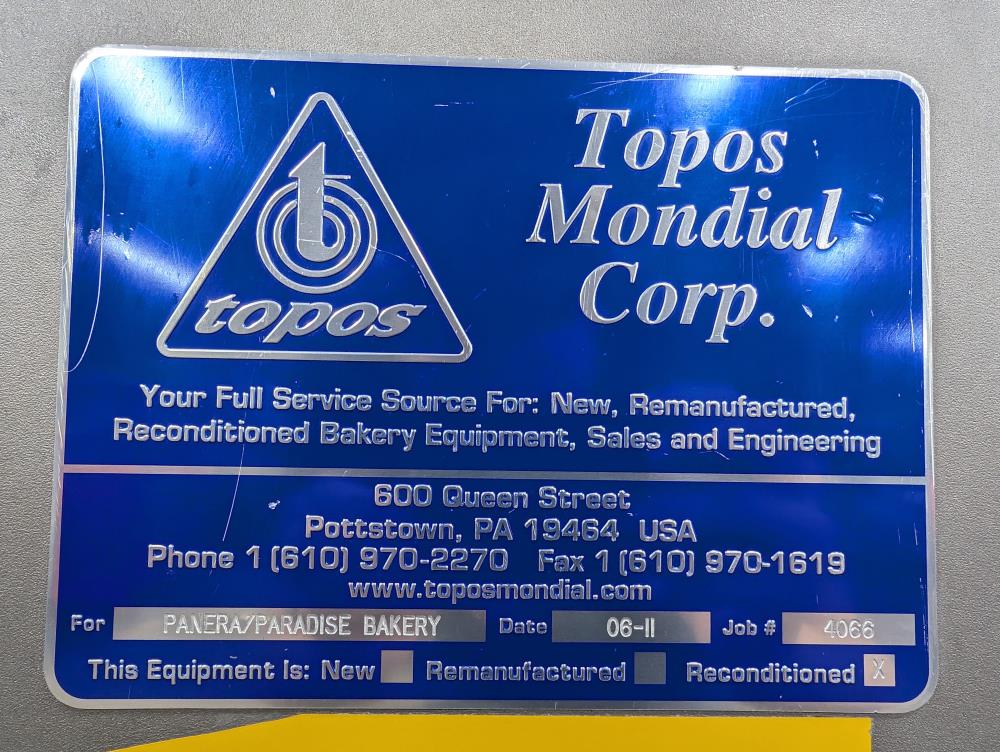 t
topos
Topos
Mondial
Corp.
Your Full Service Source For: New, Remanufactured,
Reconditioned Bakery Equipment, Sales and Engineering
600 Queen Street
Pottstown, PA 19464 USA
Phone 1 (610) 970-2270 Fax 1 (610) 970-1619
www.toposmondial.com
For PANERA/PARADISE BAKERY Date 06-11 Job # 4066
This Equipment Is: New Remanufactured Reconditioned X